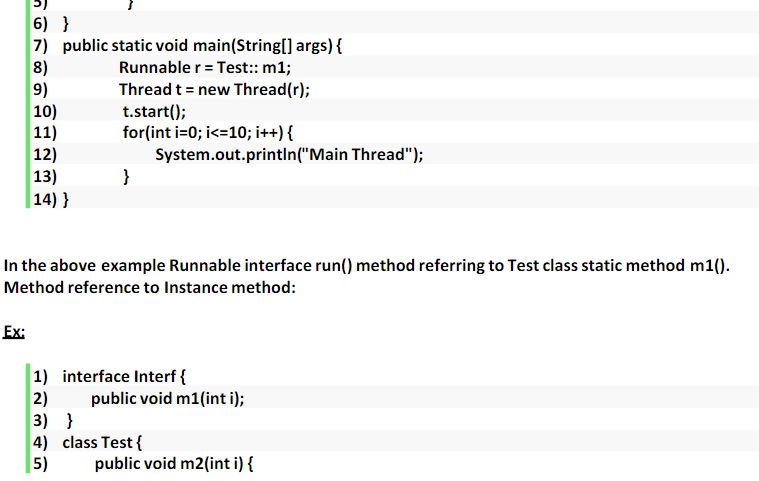 5) }
6) }
7) public static void main(String[] args) {
8) Runnable r = Test:: m1;
9) Thread t = new Thread(r);
10) t.start();
11) for(int i=0; i<=10; i++) {
12) System.out.println("Main Thread");
13) }
14) }
In the above example Runnable interface run() method referring to Test class static method m1().
Method reference to Instance method:
Ex:
1) interface Interf {
2) public void m1(int i);
3) }
4) class Test {
5) public void m2(int i) {